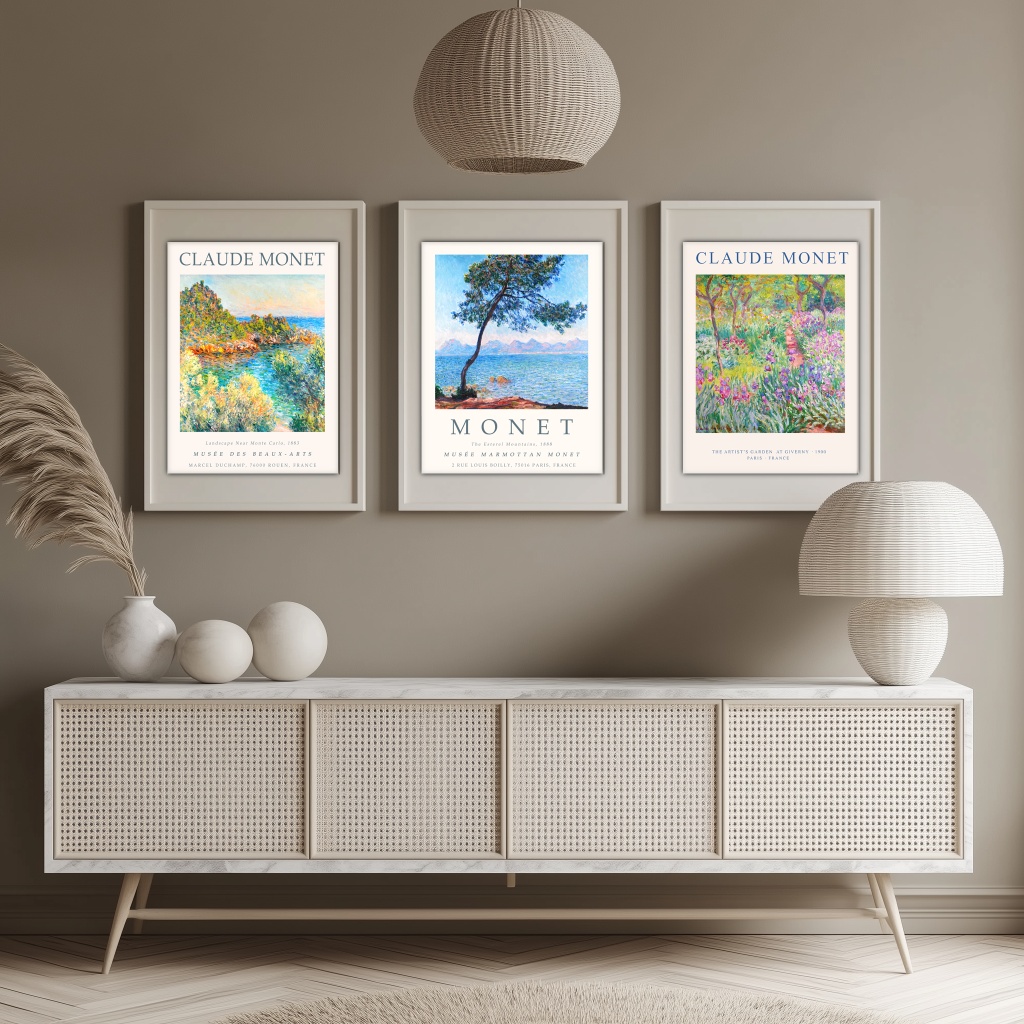 CLAUDE MONET
Landscape Near Monte Carlo, 1883
MUSÉE DES BEAUX-ARTS
MARCEL DUCHAMP, 76000 ROUEN, FRANCE
MONET
The Esterel Mountains, 1888
MUSÉE MARMOTTAN MONET
2 RUE LOUIS BOILLY, 75016 PARIS, FRANCE
CLAUDE MONET
THE ARTIST'S GARDEN AT GIVERNY - 1900
PARIS - FRANCE